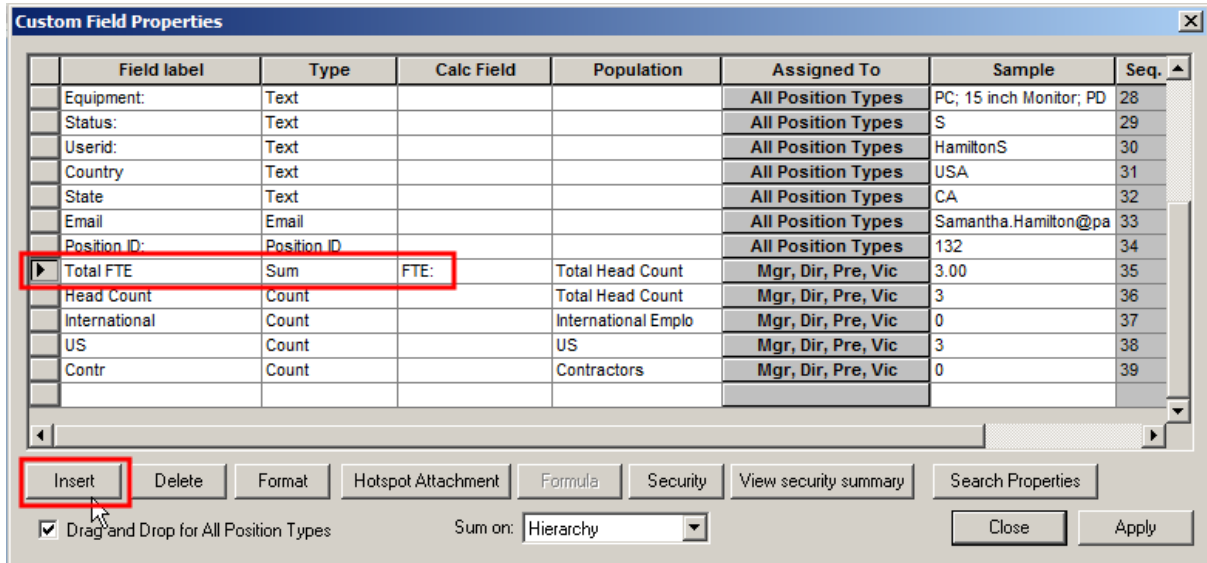 Custom Field Properties
Field label Type Calc Field Population Assigned To Sample Seq.
Equipment: Text All Position Types PC; 15 inch Monitor; PD 28
Status: Text All Position Types S 29
Userid: Text All Position Types HamiltonS 30
Country Text All Position Types USA 31
State Text All Position Types CA 32
Email Email All Position Types Samantha.Hamilton@pa 33
Position ID: Position ID All Position Types 132 34
Total FTE Sum FTE: Total Head Count Mgr, Dir, Pre, Vic 3.00 35
Head Count Count Total Head Count Mgr, Dir, Pre, Vic 3 36
International Count International Emplo Mgr, Dir, Pre, Vic 0 37
US Count US Mgr, Dir, Pre, Vic 3 38
Contr Count Contractors Mgr, Dir, Pre, Vic 0 39
Insert Delete Format Hotspot Attachment Formula Security View security summary Search Properties
Drag and Drop for All Position Types Sum on: Hierarchy Close Apply